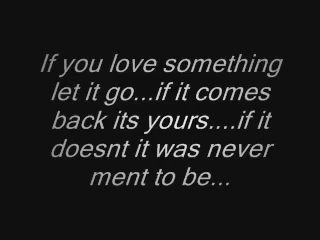 If you love something
let it go...if it comes
back its yours....if it
doesnt it was never
ment to be...